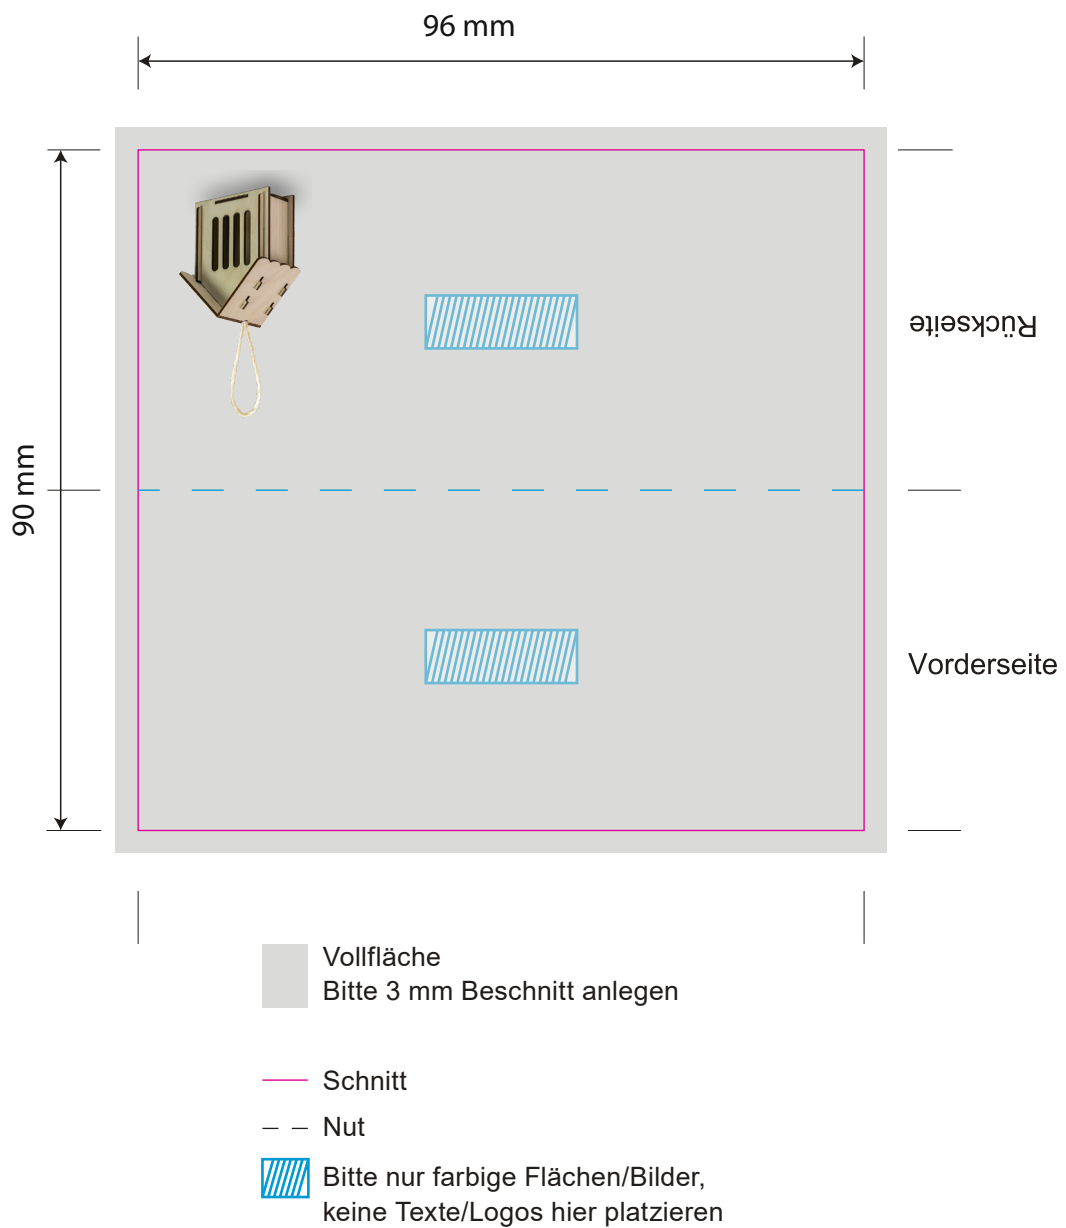 96 mm
Rückseite
90 mm
Vorderseite
Vollfläche
Bitte 3 mm Beschnitt anlegen
Schnitt
Nut
Bitte nur farbige Flächen/Bilder,
keine Texte/Logos hier platzieren